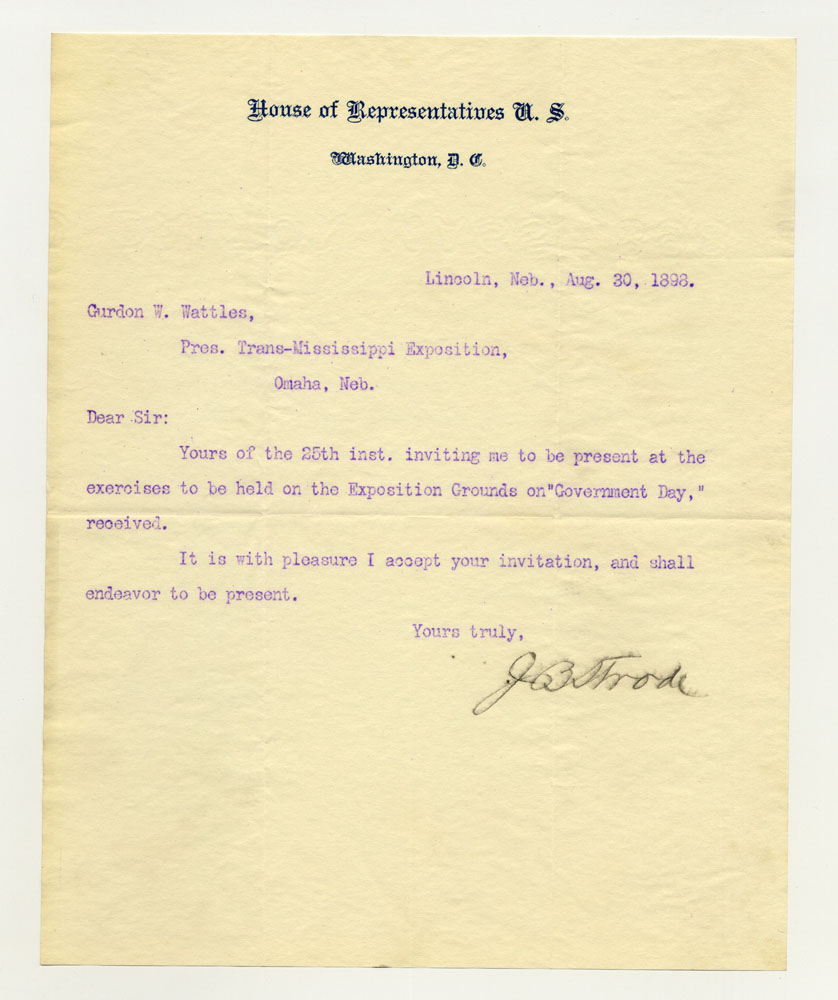 House of Representatives U. S.
Washington, D. C.
Lincoln, Neb., Aug. 30, 1898.
Gurdon W. Wattles,
Pres. Trans-Mississippi Exposition,
Omaha, Neb.
Dear Sir:
Yours of the 25th inst. inviting me to be present at the
exercises to be held on the Exposition Grounds on"Government Day,"
received.
It is with pleasure I accept your invitation, and shall
endeavor to be present.
Yours truly,
J B Strode